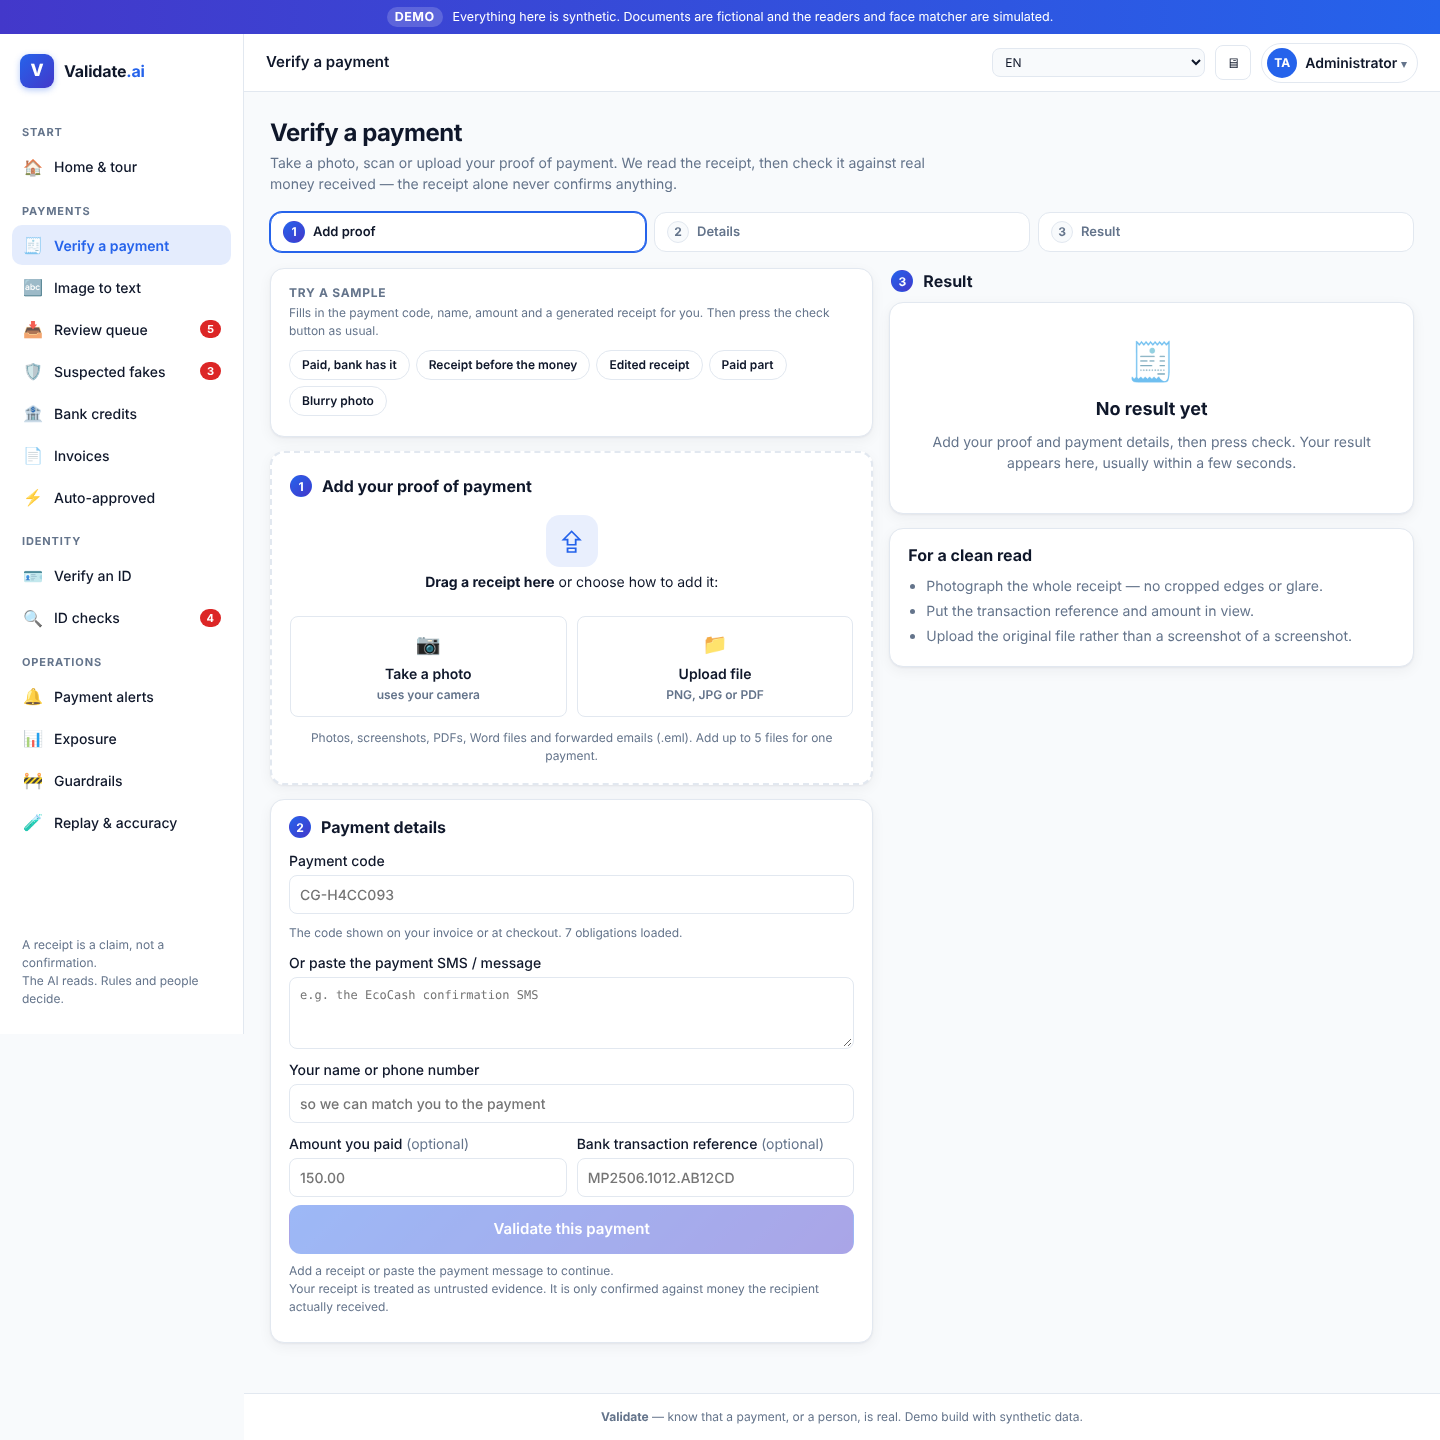 DEMO Everything here is synthetic. Documents are fictional and the readers and face matcher are simulated.
V Validate.ai
START
Home & tour
PAYMENTS
Verify a payment
Image to text
Review queue 5
Suspected fakes 3
Bank credits
Invoices
Auto-approved
IDENTITY
Verify an ID
ID checks 4
OPERATIONS
Payment alerts
Exposure
Guardrails
Replay & accuracy
A receipt is a claim, not a
confirmation.
The AI reads. Rules and people
decide.
Verify a payment
EN
TA Administrator
Verify a payment
Take a photo, scan or upload your proof of payment. We read the receipt, then check it against real
money received — the receipt alone never confirms anything.
1 Add proof
2 Details
3 Result
TRY A SAMPLE
Fills in the payment code, name, amount and a generated receipt for you. Then press the check
button as usual.
Paid, bank has it
Receipt before the money
Edited receipt
Paid part
Blurry photo
1 Add your proof of payment
Drag a receipt here or choose how to add it:
Take a photo
uses your camera
Upload file
PNG, JPG or PDF
Photos, screenshots, PDFs, Word files and forwarded emails (.eml). Add up to 5 files for one
payment.
2 Payment details
Payment code
CG-H4CC093
The code shown on your invoice or at checkout. 7 obligations loaded.
Or paste the payment SMS / message
e.g. the EcoCash confirmation SMS
Your name or phone number
so we can match you to the payment
Amount you paid (optional)
150.00
Bank transaction reference (optional)
MP2506.1012.AB12CD
Validate this payment
Add a receipt or paste the payment message to continue.
Your receipt is treated as untrusted evidence. It is only confirmed against money the recipient
actually received.
3 Result
No result yet
Add your proof and payment details, then press check. Your result
appears here, usually within a few seconds.
For a clean read
Photograph the whole receipt — no cropped edges or glare.
Put the transaction reference and amount in view.
Upload the original file rather than a screenshot of a screenshot.
Validate — know that a payment, or a person, is real. Demo build with synthetic data.